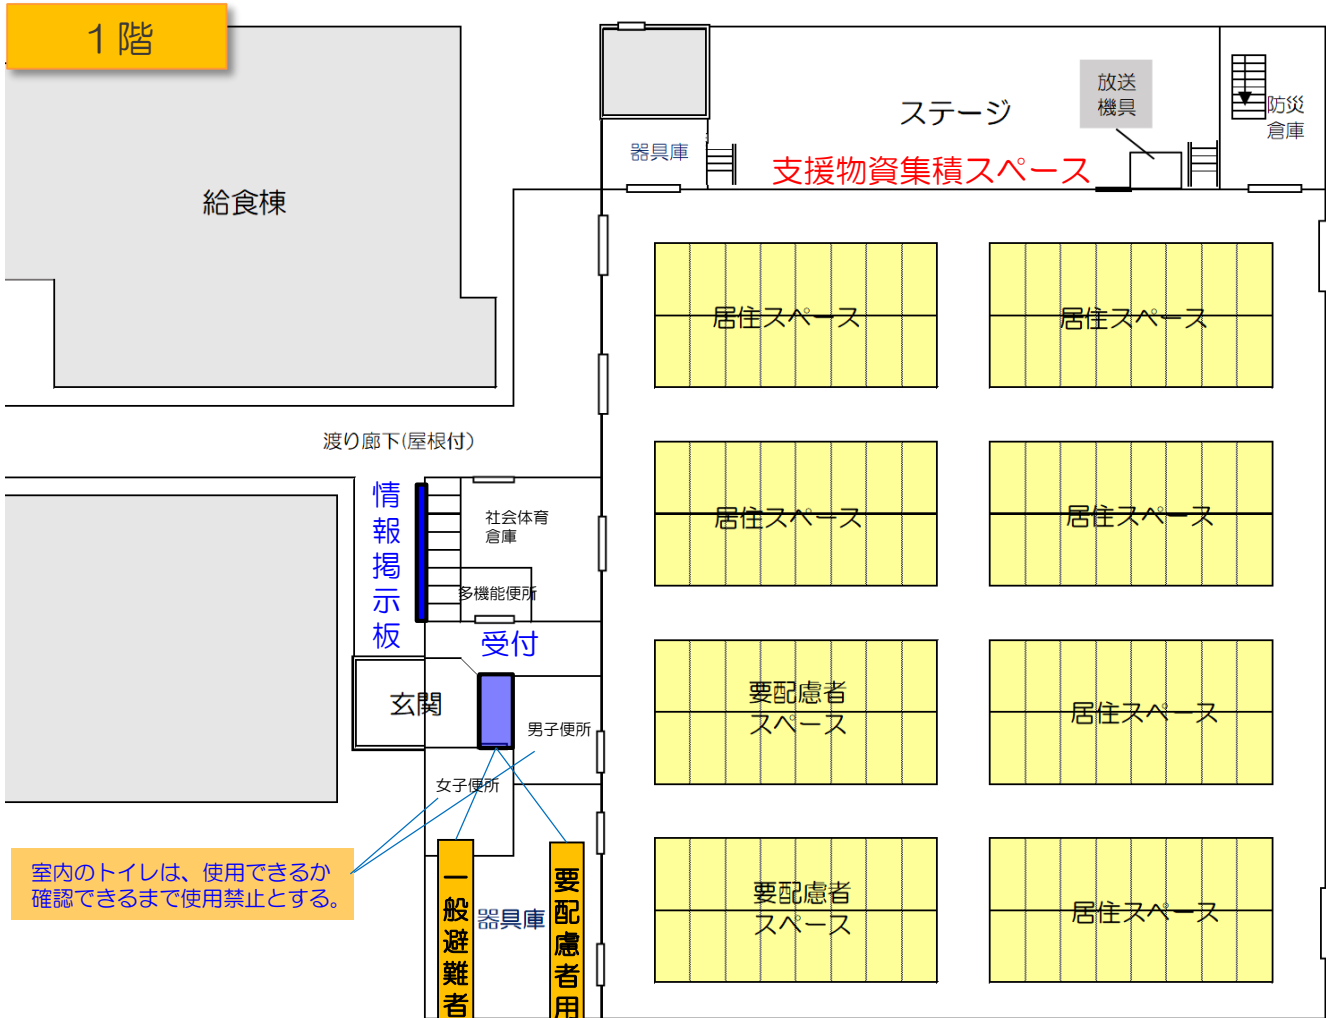 １階
給食棟
器具庫
ステージ
放送
機具
防災
倉庫
支援物資集積スペース
居住スペース
居住スペース
渡り廊下(屋根付)
情報掲示板
社会体育
倉庫
多機能便所
居住スペース
居住スペース
受付
玄関
男子便所
女子便所
要配慮者
スペース
居住スペース
室内のトイレは、使用できるか
確認できるまで使用禁止とする。
一般避難者
器具庫
要配慮者用
要配慮者
スペース
居住スペース